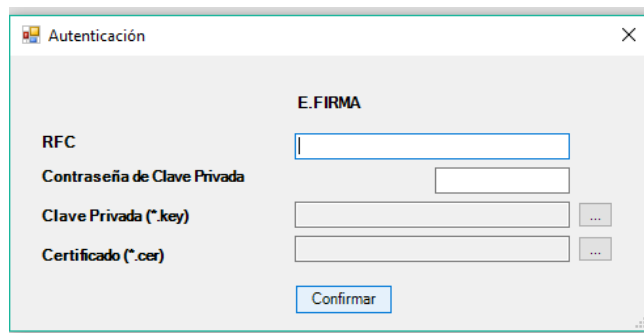 Autenticación
E.FIRMA
RFC
Contraseña de Clave Privada
Clave Privada (*.key)
...
Certificado (*.cer)
...
Confirmar